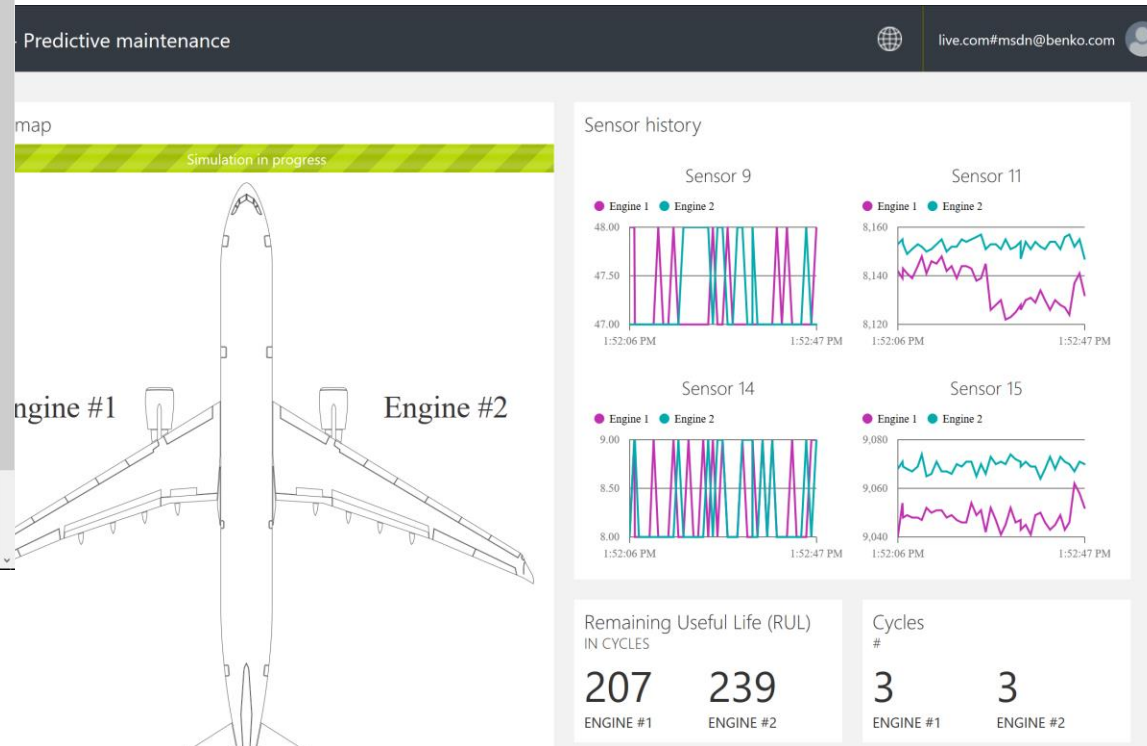 Predictive maintenance
live.com#msdn@benko.com
map
Simulation in progress
ngine #1
Engine #2
Sensor history
Sensor 9
Engine 1 Engine 2
48.00
47.50
47.00
1:52:06 PM 1:52:47 PM
Sensor 11
Engine 1 Engine 2
8,160
8,140
8,120
1:52:06 PM 1:52:47 PM
Sensor 14
Engine 1 Engine 2
9.00
8.50
8.00
1:52:06 PM 1:52:47 PM
Sensor 15
Engine 1 Engine 2
9,080
9,060
9,040
1:52:06 PM 1:52:47 PM
Remaining Useful Life (RUL)
IN CYCLES
207 239
ENGINE #1 ENGINE #2
Cycles
#
3 3
ENGINE #1 ENGINE #2